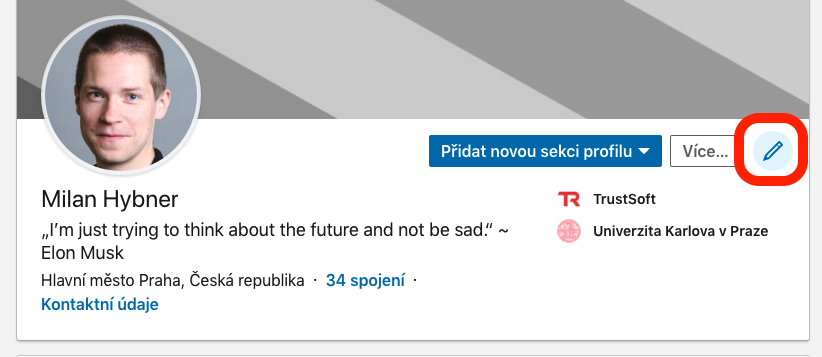 Přidat novou sekci profilu
Více...
Milan Hybner
„I’m just trying to think about the future and not be sad.“ ~
Elon Musk
Hlavní město Praha, Česká republika · 34 spojení ·
Kontaktní údaje
TR TrustSoft
Univerzita Karlova v Praze